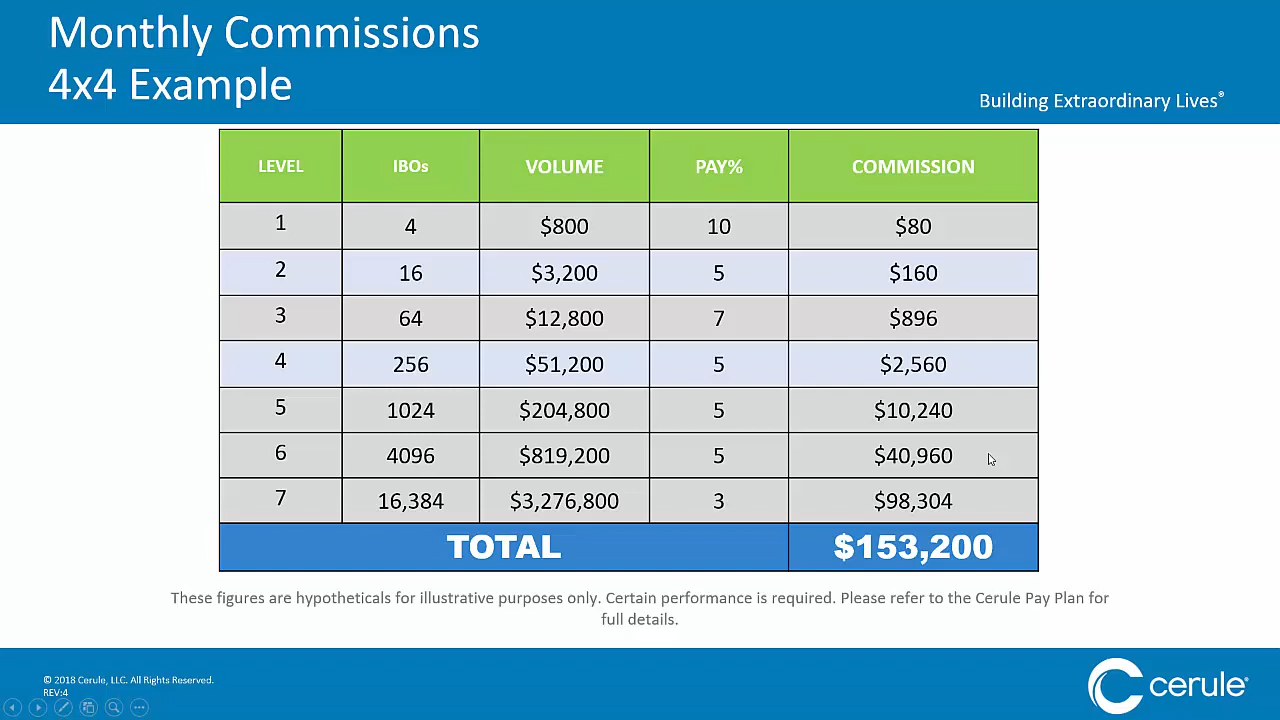 Monthly Commissions
4x4 Example
Building Extraordinary Lives®
LEVEL IBOs VOLUME PAY% COMMISSION
1 4 $800 10 $80
2 16 $3,200 5 $160
3 64 $12,800 7 $896
4 256 $51,200 5 $2,560
5 1024 $204,800 5 $10,240
6 4096 $819,200 5 $40,960
7 16,384 $3,276,800 3 $98,304
TOTAL $153,200
These figures are hypotheticals for illustrative purposes only. Certain performance is required. Please refer to the Cerule Pay Plan for
full details.
© 2018 Cerule, LLC. All Rights Reserved.
REV:4
cerule®